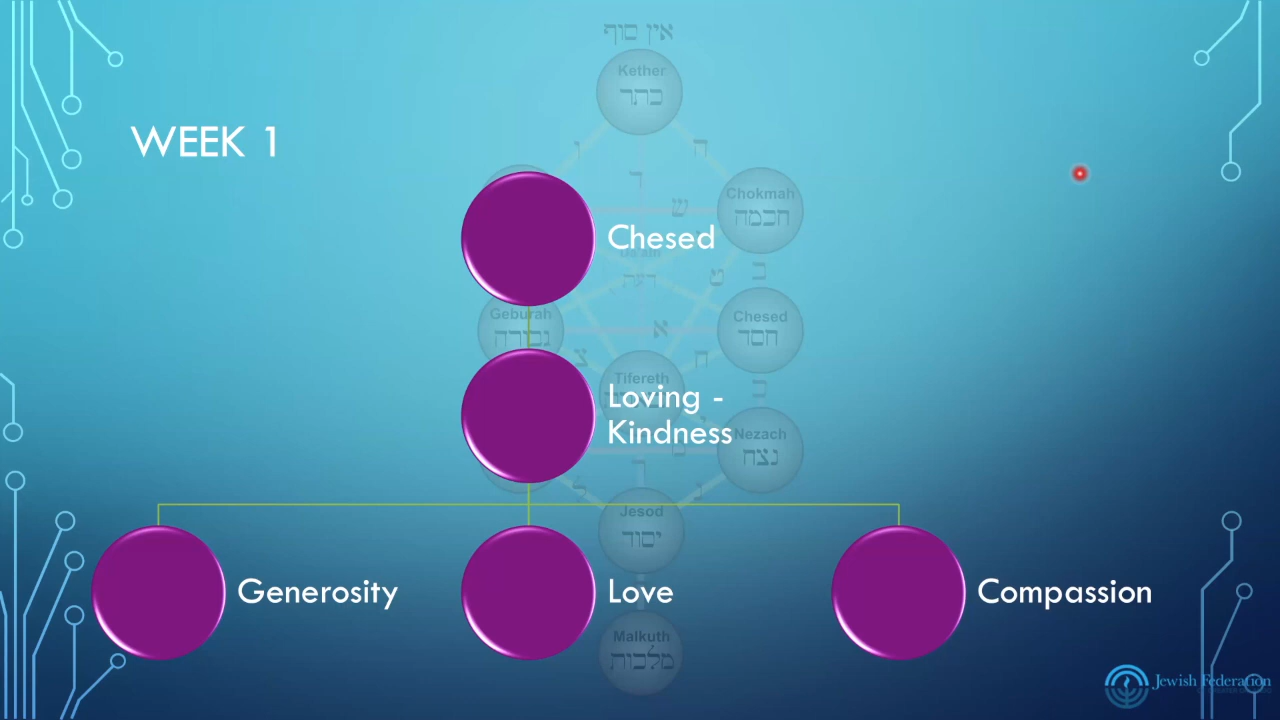 אין סוף
Kether
כתר
WEEK 1
ו
ה
ד
ש
Chokmah
חכמה
Chesed
דעת
ט
ב
Geburah
גבורה
א
Chesed
חסד
צ
ח
Tifereth
Loving -
Kindness
Nezach
נצח
Jesod
יסוד
Generosity
Love
Compassion
Malkuth
מלכות
Jewish Federation